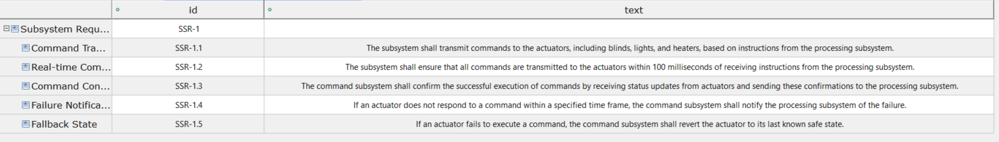 id text
Subsystem Requ... SSR-1
Command Tra... SSR-1.1 The subsystem shall transmit commands to the actuators, including blinds, lights, and heaters, based on instructions from the processing subsystem.
Real-time Com... SSR-1.2 The subsystem shall ensure that all commands are transmitted to the actuators within 100 milliseconds of receiving instructions from the processing subsystem.
Command Con... SSR-1.3 The command subsystem shall confirm the successful execution of commands by receiving status updates from actuators and sending these confirmations to the processing subsystem.
Failure Notifica... SSR-1.4 If an actuator does not respond to a command within a specified time frame, the command subsystem shall notify the processing subsystem of the failure.
Fallback State SSR-1.5 If an actuator fails to execute a command, the command subsystem shall revert the actuator to its last known safe state.